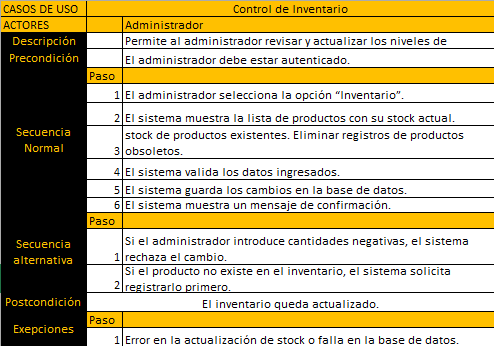 CASOS DE USO Control de Inventario
ACTORES Administrador
Descripción Permite al administrador revisar y actualizar los niveles de
Precondición El administrador debe estar autenticado.
Paso
1 El administrador selecciona la opción “Inventario”.
2 El sistema muestra la lista de productos con su stock actual.
Secuencia Normal
stock de productos existentes. Eliminar registros de productos
3 obsoletos.
4 El sistema valida los datos ingresados.
5 El sistema guarda los cambios en la base de datos.
6 El sistema muestra un mensaje de confirmación.
Paso
Secuencia alternativa
Si el administrador introduce cantidades negativas, el sistema
1 rechaza el cambio.
Si el producto no existe en el inventario, el sistema solicita
2 registrarlo primero.
Postcondición El inventario queda actualizado.
Exepciones Paso
1 Error en la actualización de stock o falla en la base de datos.